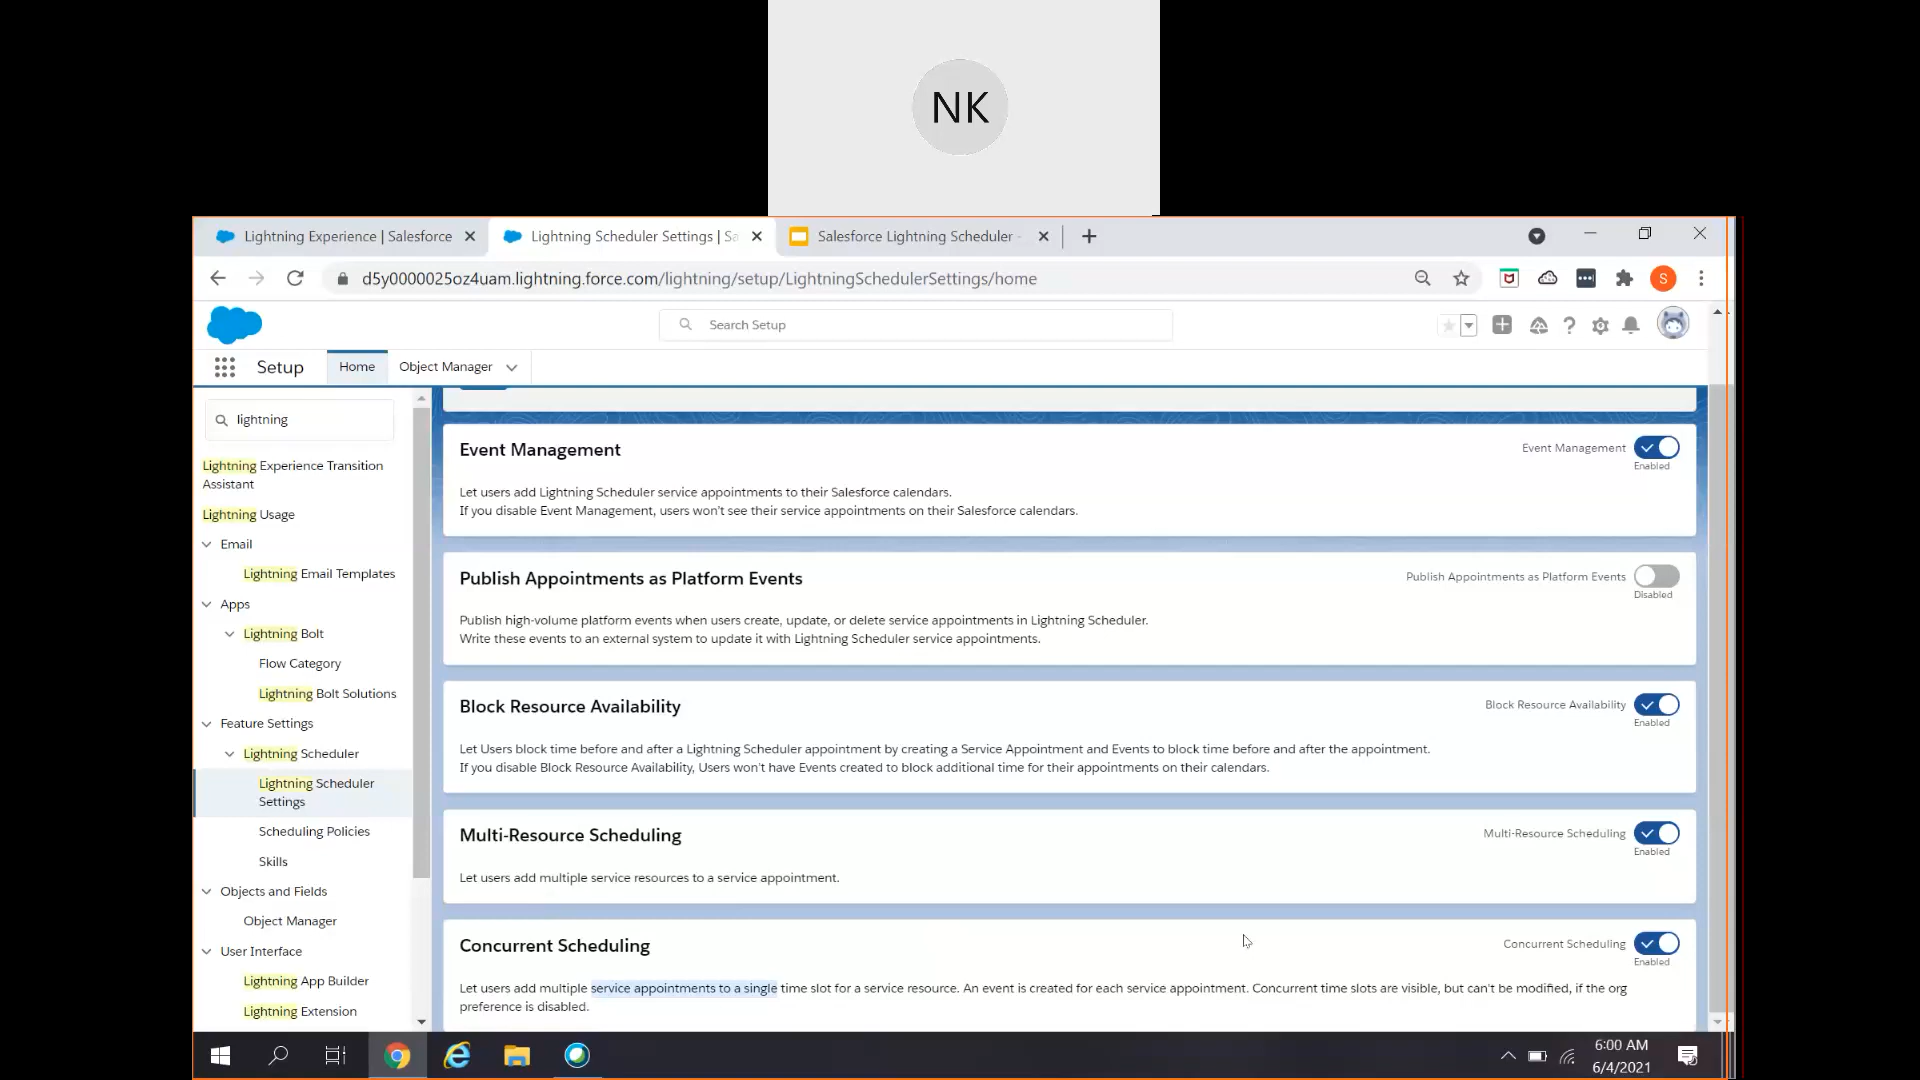 NK
Lightning Experience | Salesforce
Lightning Scheduler Settings | Sa
Salesforce Lightning Scheduler -
d5y0000025oz4uam.lightning.force.com/lightning/setup/LightningSchedulerSettings/home
S
Search Setup
Setup
Home
Object Manager
lightning
Lightning Experience Transition
Assistant
Lightning Usage
Email
Lightning Email Templates
Apps
Lightning Bolt
Flow Category
Lightning Bolt Solutions
Feature Settings
Lightning Scheduler
Lightning Scheduler
Settings
Scheduling Policies
Skills
Objects and Fields
Object Manager
User Interface
Lightning App Builder
Lightning Extension
Event Management
Event Management
Enabled
Let users add Lightning Scheduler service appointments to their Salesforce calendars.
If you disable Event Management, users won't see their service appointments on their Salesforce calendars.
Publish Appointments as Platform Events
Publish Appointments as Platform Events
Disabled
Publish high-volume platform events when users create, update, or delete service appointments in Lightning Scheduler.
Write these events to an external system to update it with Lightning Scheduler service appointments.
Block Resource Availability
Block Resource Availability
Enabled
Let Users block time before and after a Lightning Scheduler appointment by creating a Service Appointment and Events to block time before and after the appointment.
If you disable Block Resource Availability, Users won't have Events created to block additional time for their appointments on their calendars.
Multi-Resource Scheduling
Multi-Resource Scheduling
Enabled
Let users add multiple service resources to a service appointment.
Concurrent Scheduling
Concurrent Scheduling
Enabled
Let users add multiple service appointments to a single time slot for a service resource. An event is created for each service appointment. Concurrent time slots are visible, but can't be modified, if the org
preference is disabled.
6:00 AM
6/4/2021